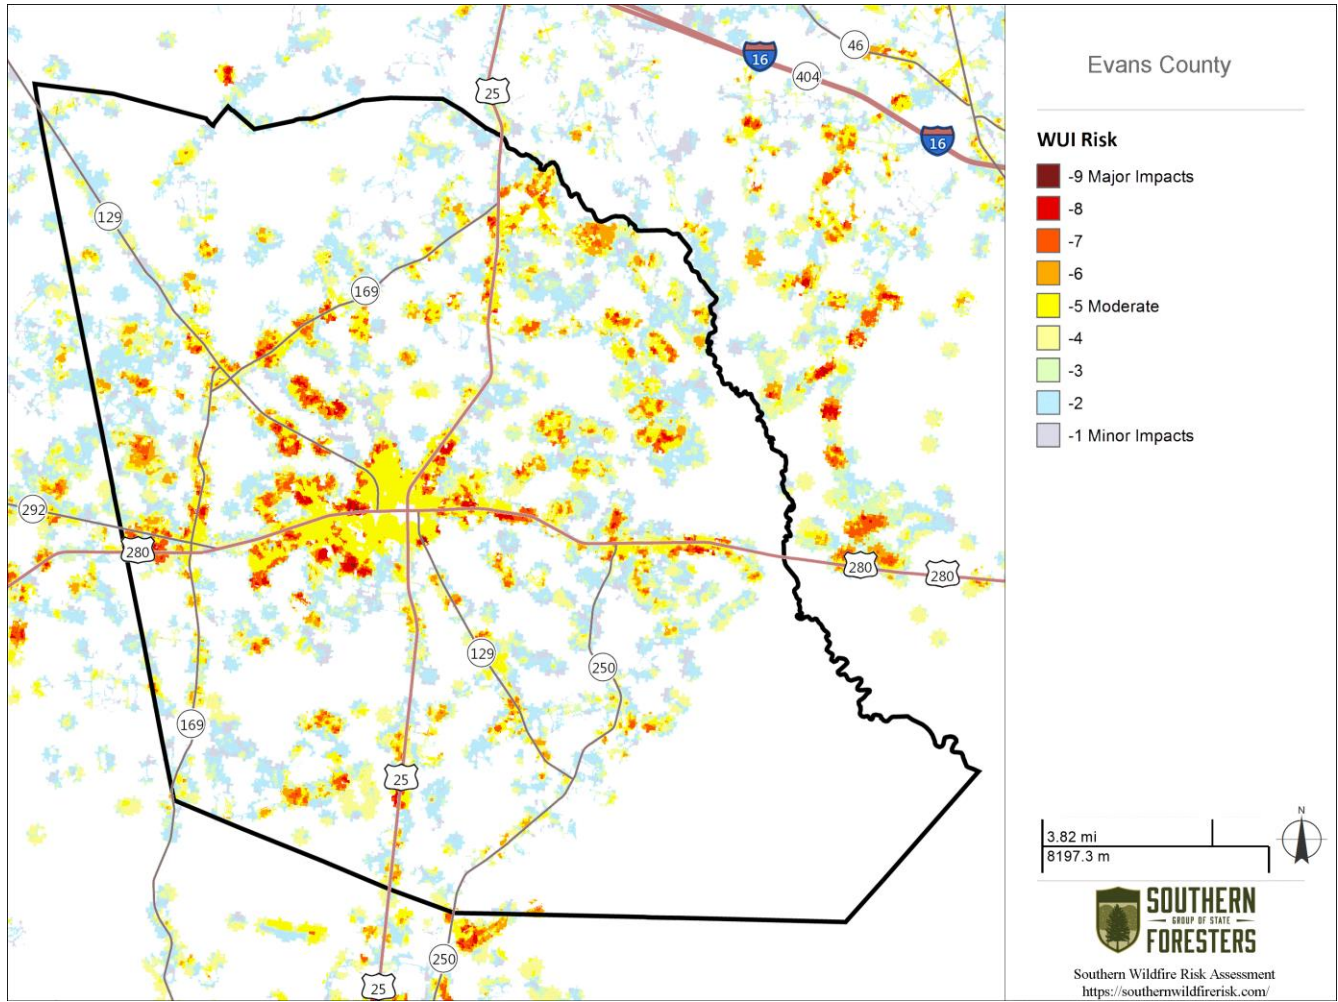 Evans County
WUI Risk
-9 Major Impacts
-8
-7
-6
-5 Moderate
-4
-3
-2
-1 Minor Impacts
46
16
404
25
16
129
169
292
280
280
280
129
250
169
25
250
25
N
3.82 mi
8197.3 m
SOUTHERN
GROUP OF STATE
FORESTERS
Southern Wildfire Risk Assessment
https://southernwildfirerisk.com/